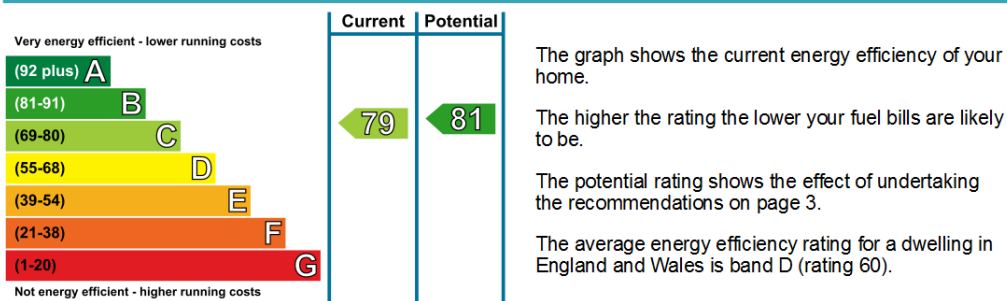 Current Potential
Very energy efficient - lower running costs
(92 plus) A
(81-91) B
(69-80) C
(55-68) D
(39-54) E
(21-38) F
(1-20) G
Not energy efficient - higher running costs
79
81
The graph shows the current energy efficiency of your
home.
The higher the rating the lower your fuel bills are likely
to be.
The potential rating shows the effect of undertaking
the recommendations on page 3.
The average energy efficiency rating for a dwelling in
England and Wales is band D (rating 60).